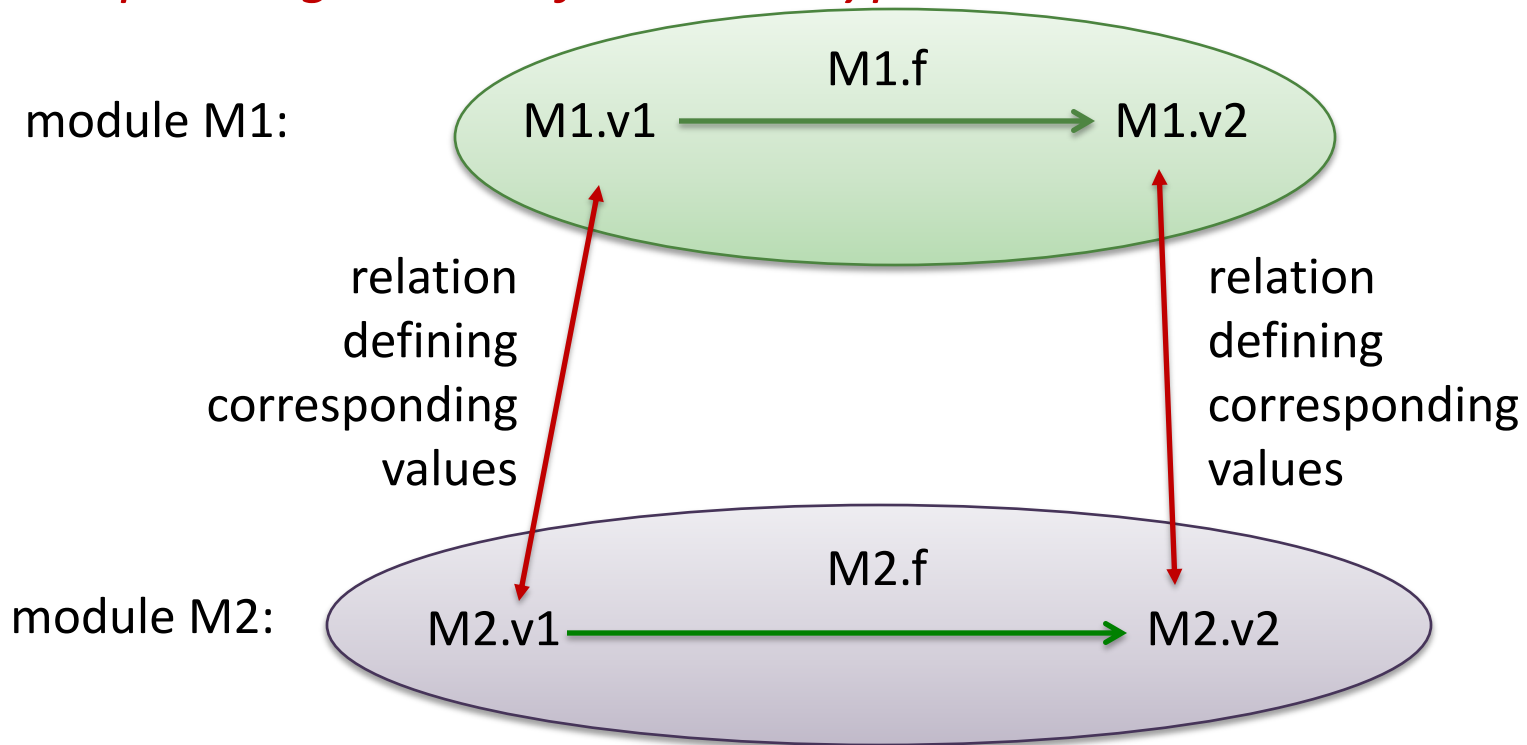 M1.f
module M1:
M1.v1
M1.v2
relation
defining
corresponding
values
relation
defining
corresponding
values
M2.f
module M2:
M2.v1
M2.v2